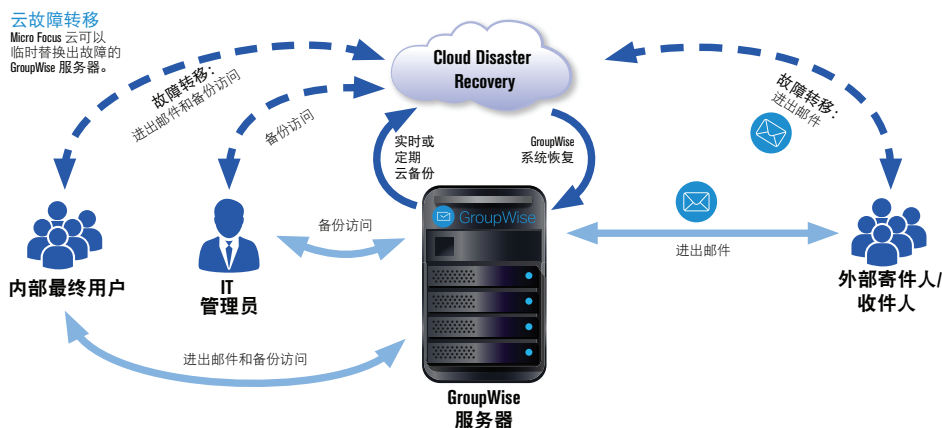 云故障转移
Micro Focus 云可以
临时替换出故障的
GroupWise 服务器。
Cloud Disaster
Recovery
故障转移：
进出邮件和备份访问
备份访问
故障转移：
进出邮件
实时或
定期
云备份
GroupWise
系统恢复
GroupWise
备份访问
进出邮件
内部最终用户
IT
管理员
外部寄件人/
收件人
进出邮件和备份访问
GroupWise
服务器